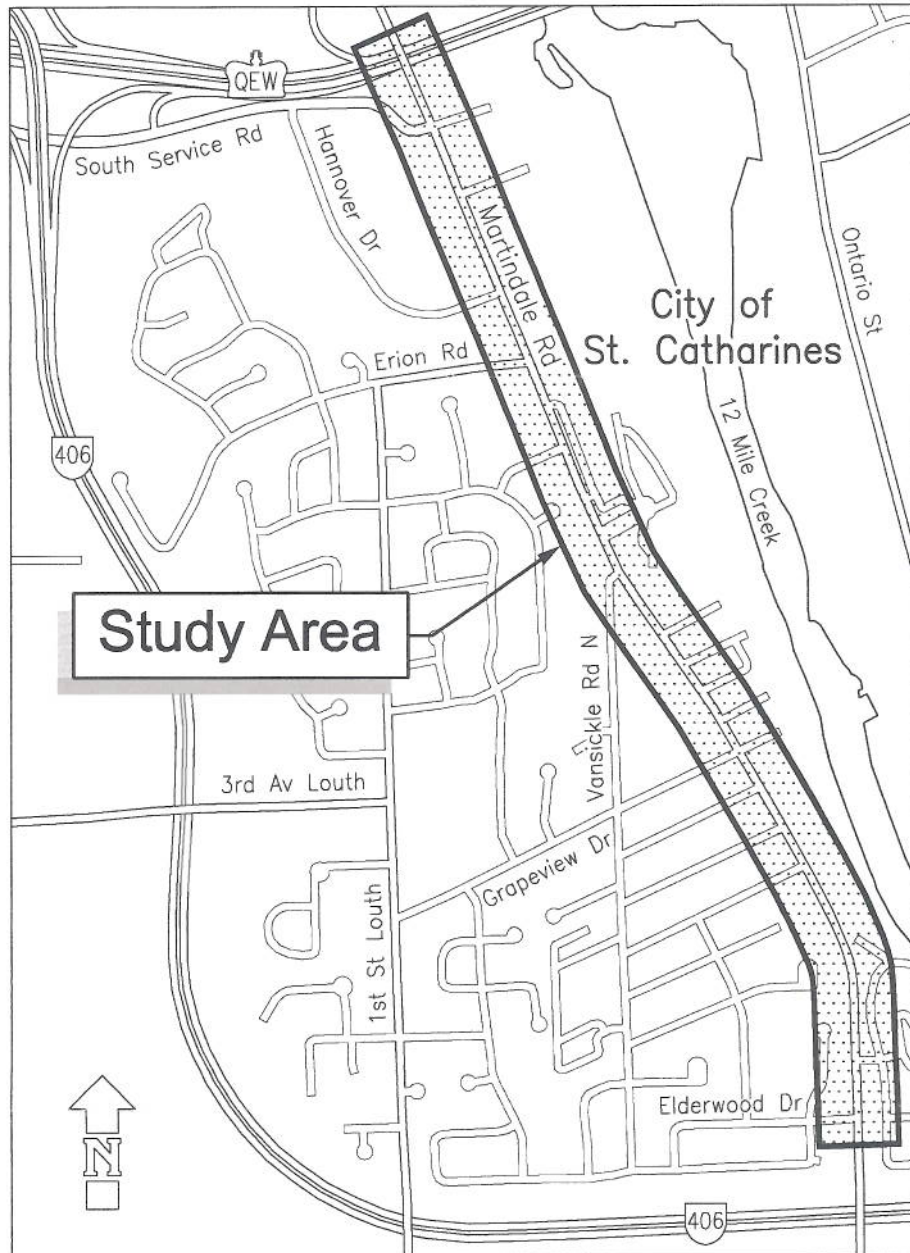 QEW
South Service Rd
Hannover Dr
Martindale Rd
Ontario St
City of
St. Catharines
Erion Rd
12 Mile Creek
406
Study Area
Vansickle Rd N
3rd Av Louth
Grapeview Dr
1st St Louth
Elderwood Dr
N
406